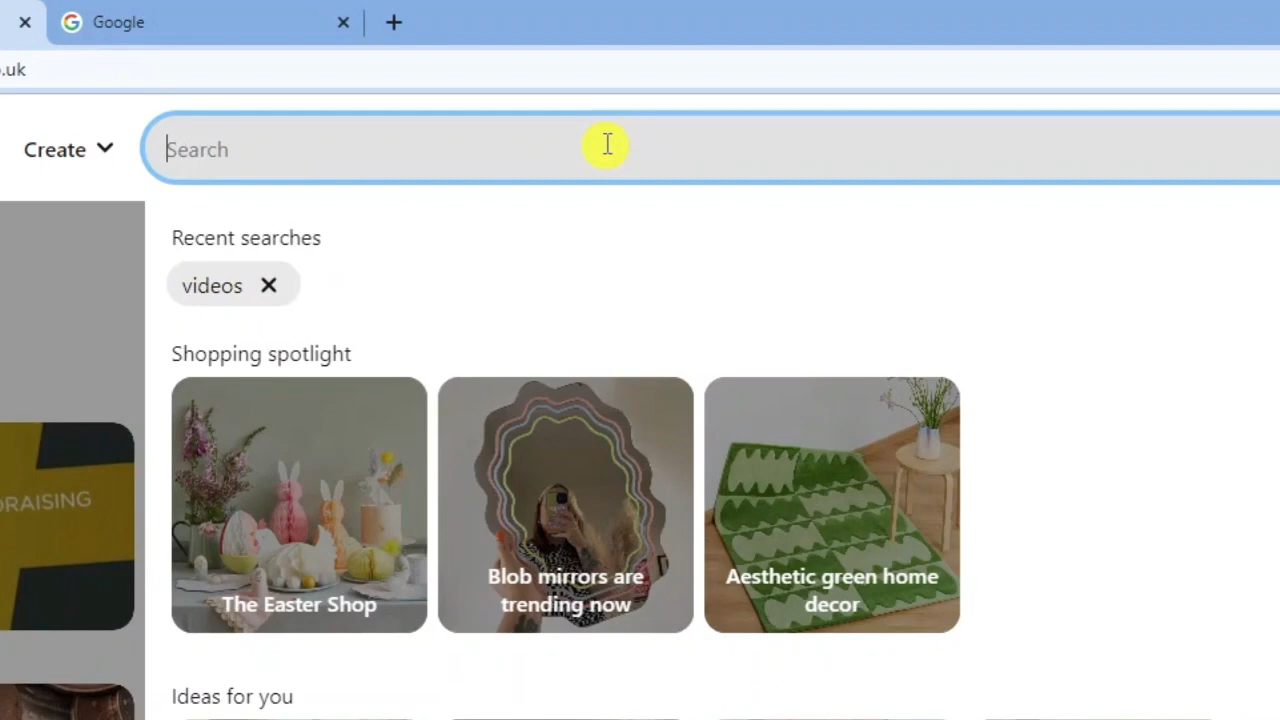 Google
.uk
Create
Search
Recent searches
videos
Shopping spotlight
DRAISING
The Easter Shop
Blob mirrors are
trending now
Aesthetic green home
decor
Ideas for you